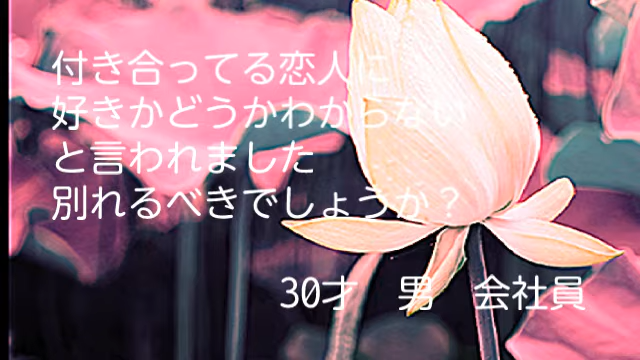 付き合ってる恋人に
好きかどうかわからない
と言われました
別れるべきでしょうか？
30才　男　会社員